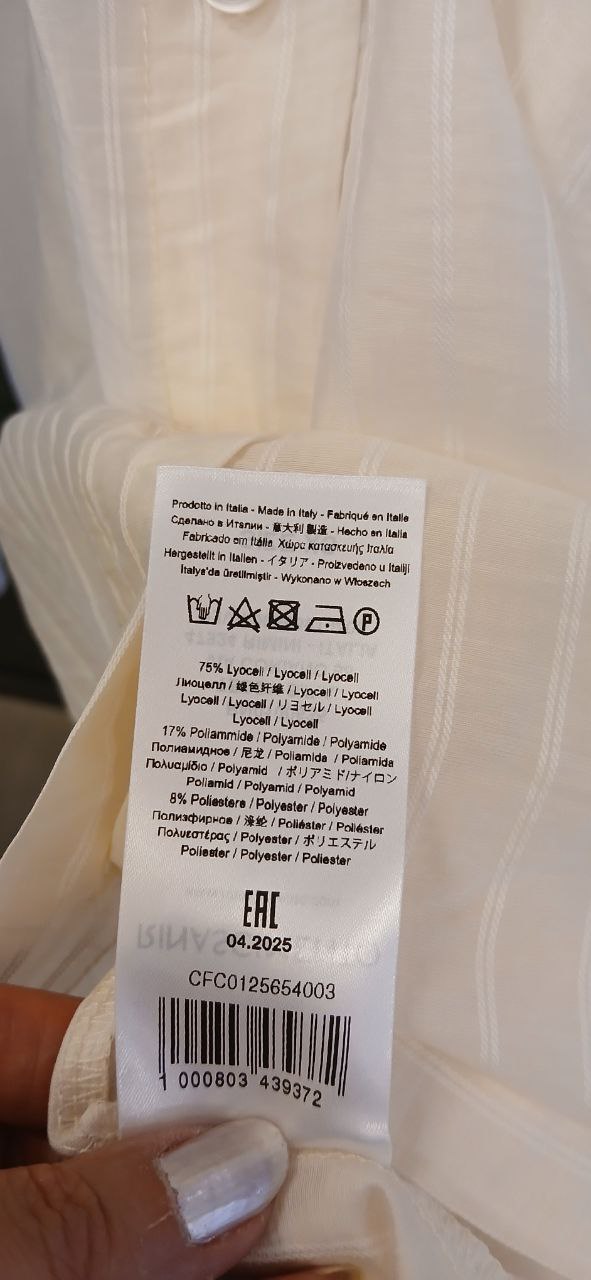 Prodotto in Italia - Made in Italy - Fabriqué en Italie
Сделано в Италии - 意大利 製造 - Hecho en Italia
Fabricado em Itália Χώρα κατασκευής Ιταλία
Hergestellt in Italien - イタリア - Proizvedeno u Italiji
İtalya'da üretilmiştir - Wykonano w Włoszech
P
75% Lyocell / Lyocell / Lyocell
Лиоцелл / 绿色纤维 / Lyocell / Lyocell
Lyocell / Lyocell / リヨセル / Lyocell
Lyocell / Lyocell
17% Poliammide / Polyamide / Polyamide
Полиамидное / 尼龙 / Poliamida / Poliamida
Πολυαμίδιο / Polyamid / ポリアミド/ナイロン
Poliamid / Polyamid / Polyamid
8% Poliestere / Polyester / Polyester
Полиэфирное / 涤纶 / Poliéster / Poliéster
Πολυεστέρας / Polyester / ポリエステル
Poliester / Polyester / Poliester
EAC
04.2025
CFC0125654003
1 000803 439372